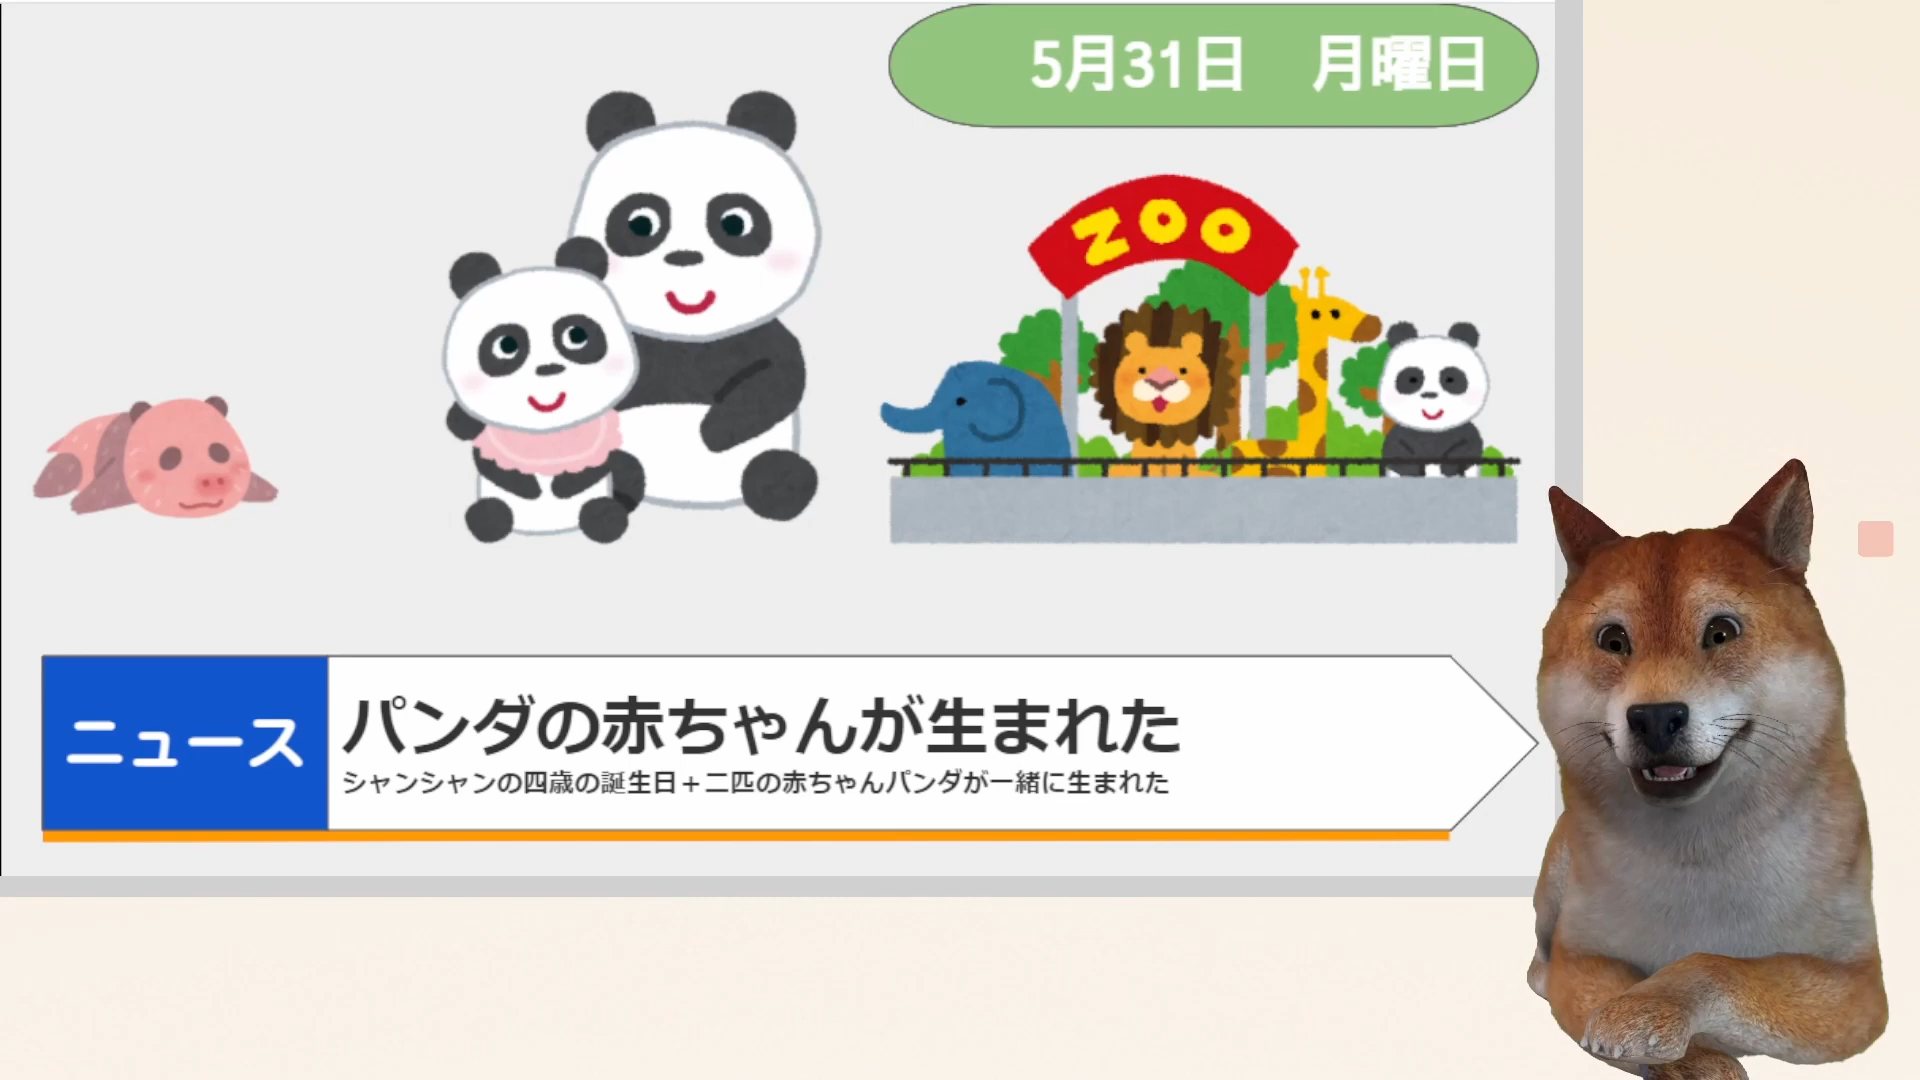 5月31日　月曜日
ZOO
ニュース
パンダの赤ちゃんが生まれた
シャンシャンの四歳の誕生日＋二匹の赤ちゃんパンダが一緒に生まれた